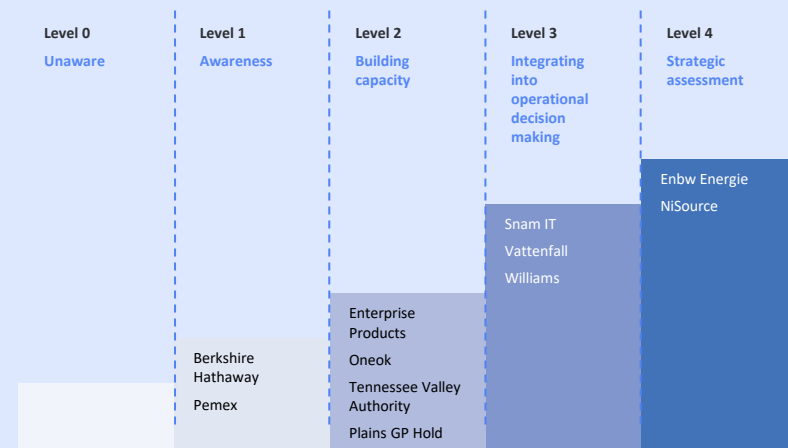 Level 0
Unaware
Level 1
Awareness
Level 2
Building
capacity
Level 3
Integrating
into
operational
decision
making
Level 4
Strategic
assessment
Berkshire
Hathaway
Pemex
Enterprise
Products
Oneok
Tennessee Valley
Authority
Plains GP Hold
Snam IT
Vattenfall
Williams
Enbw Energie
NiSource